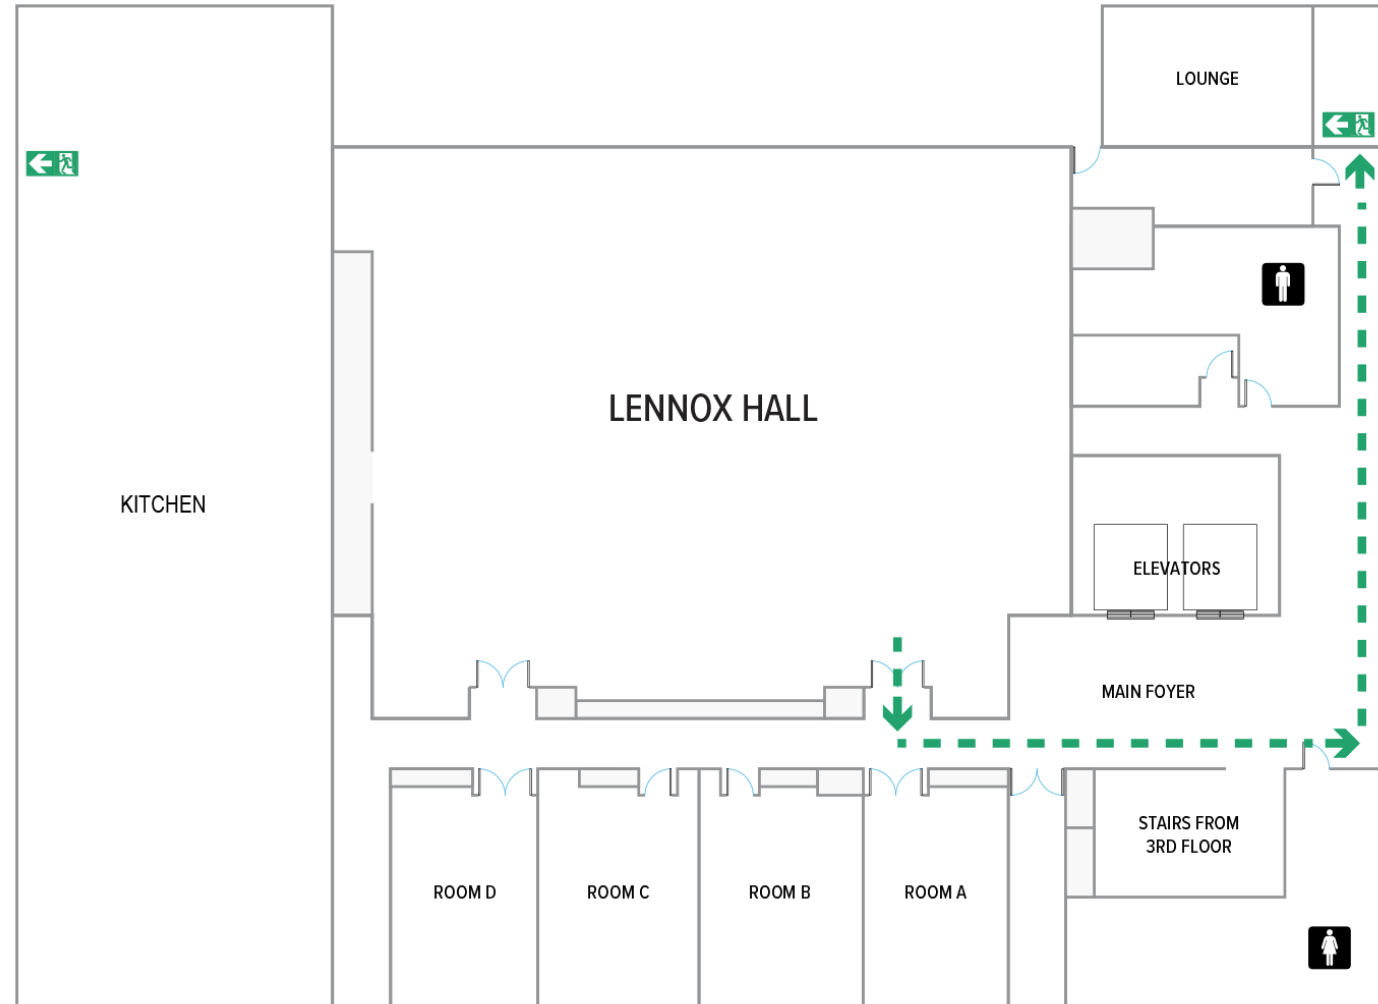 LOUNGE
LENNOX HALL
KITCHEN
ELEVATORS
MAIN FOYER
STAIRS FROM
3RD FLOOR
ROOM D
ROOM C
ROOM B
ROOM A